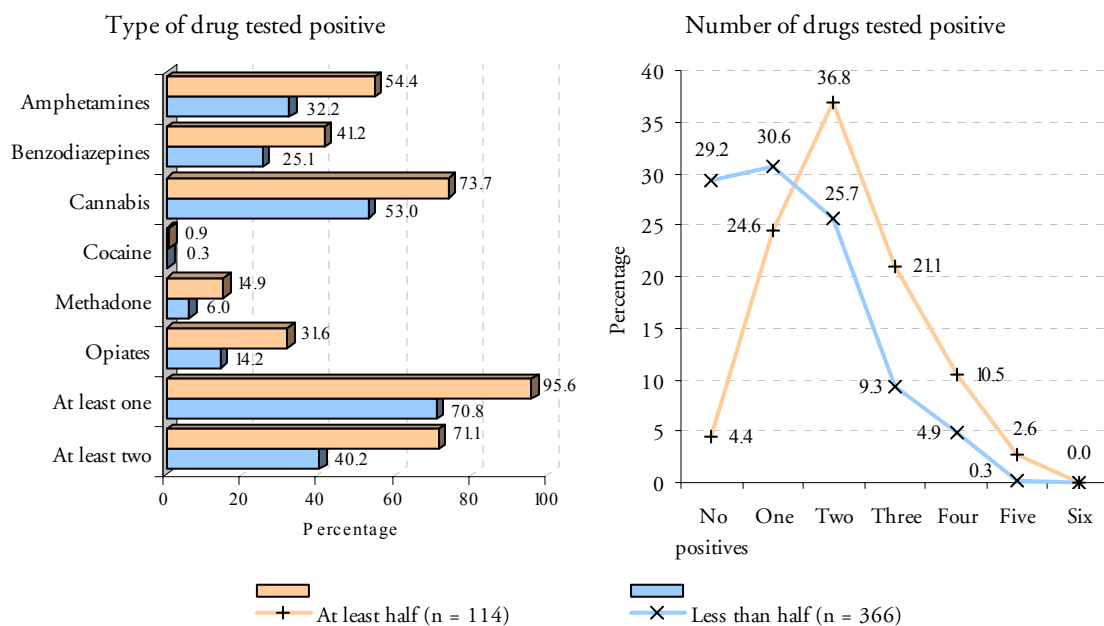 Type of drug tested positive
Amphetamines
54.4
32.2
Benzodiazepines
41.2
25.1
Cannabis
73.7
53.0
Cocaine
0.9
0.3
Methadone
14.9
6.0
Opiates
31.6
14.2
At least one
95.6
70.8
At least two
71.1
40.2
0 20 40 60 80 100
Percentage
Number of drugs tested positive
Percentage
40
35
30
25
20
15
10
5
0
29.2
30.6
25.7
9.3
4.9
0.3
4.4
24.6
36.8
21.1
10.5
2.6
0.0
No positives One Two Three Four Five Six
At least half (n = 114)
Less than half (n = 366)